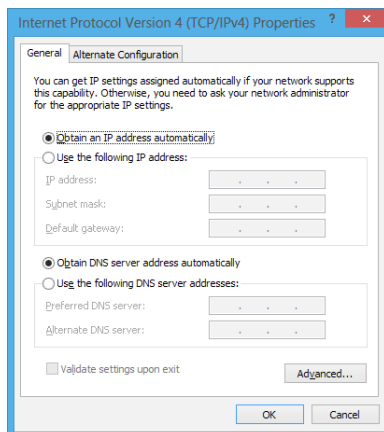 Internet Protocol Version 4 (TCP/IPv4) Properties ?
General Alternate Configuration
You can get IP settings assigned automatically if your network supports
this capability. Otherwise, you need to ask your network administrator
for the appropriate IP settings.
Obtain an IP address automatically
Use the following IP address:
IP address:
Subnet mask:
Default gateway:
Obtain DNS server address automatically
Use the following DNS server addresses:
Preferred DNS server:
Alternate DNS server:
Validate settings upon exit
Advanced...
OK Cancel